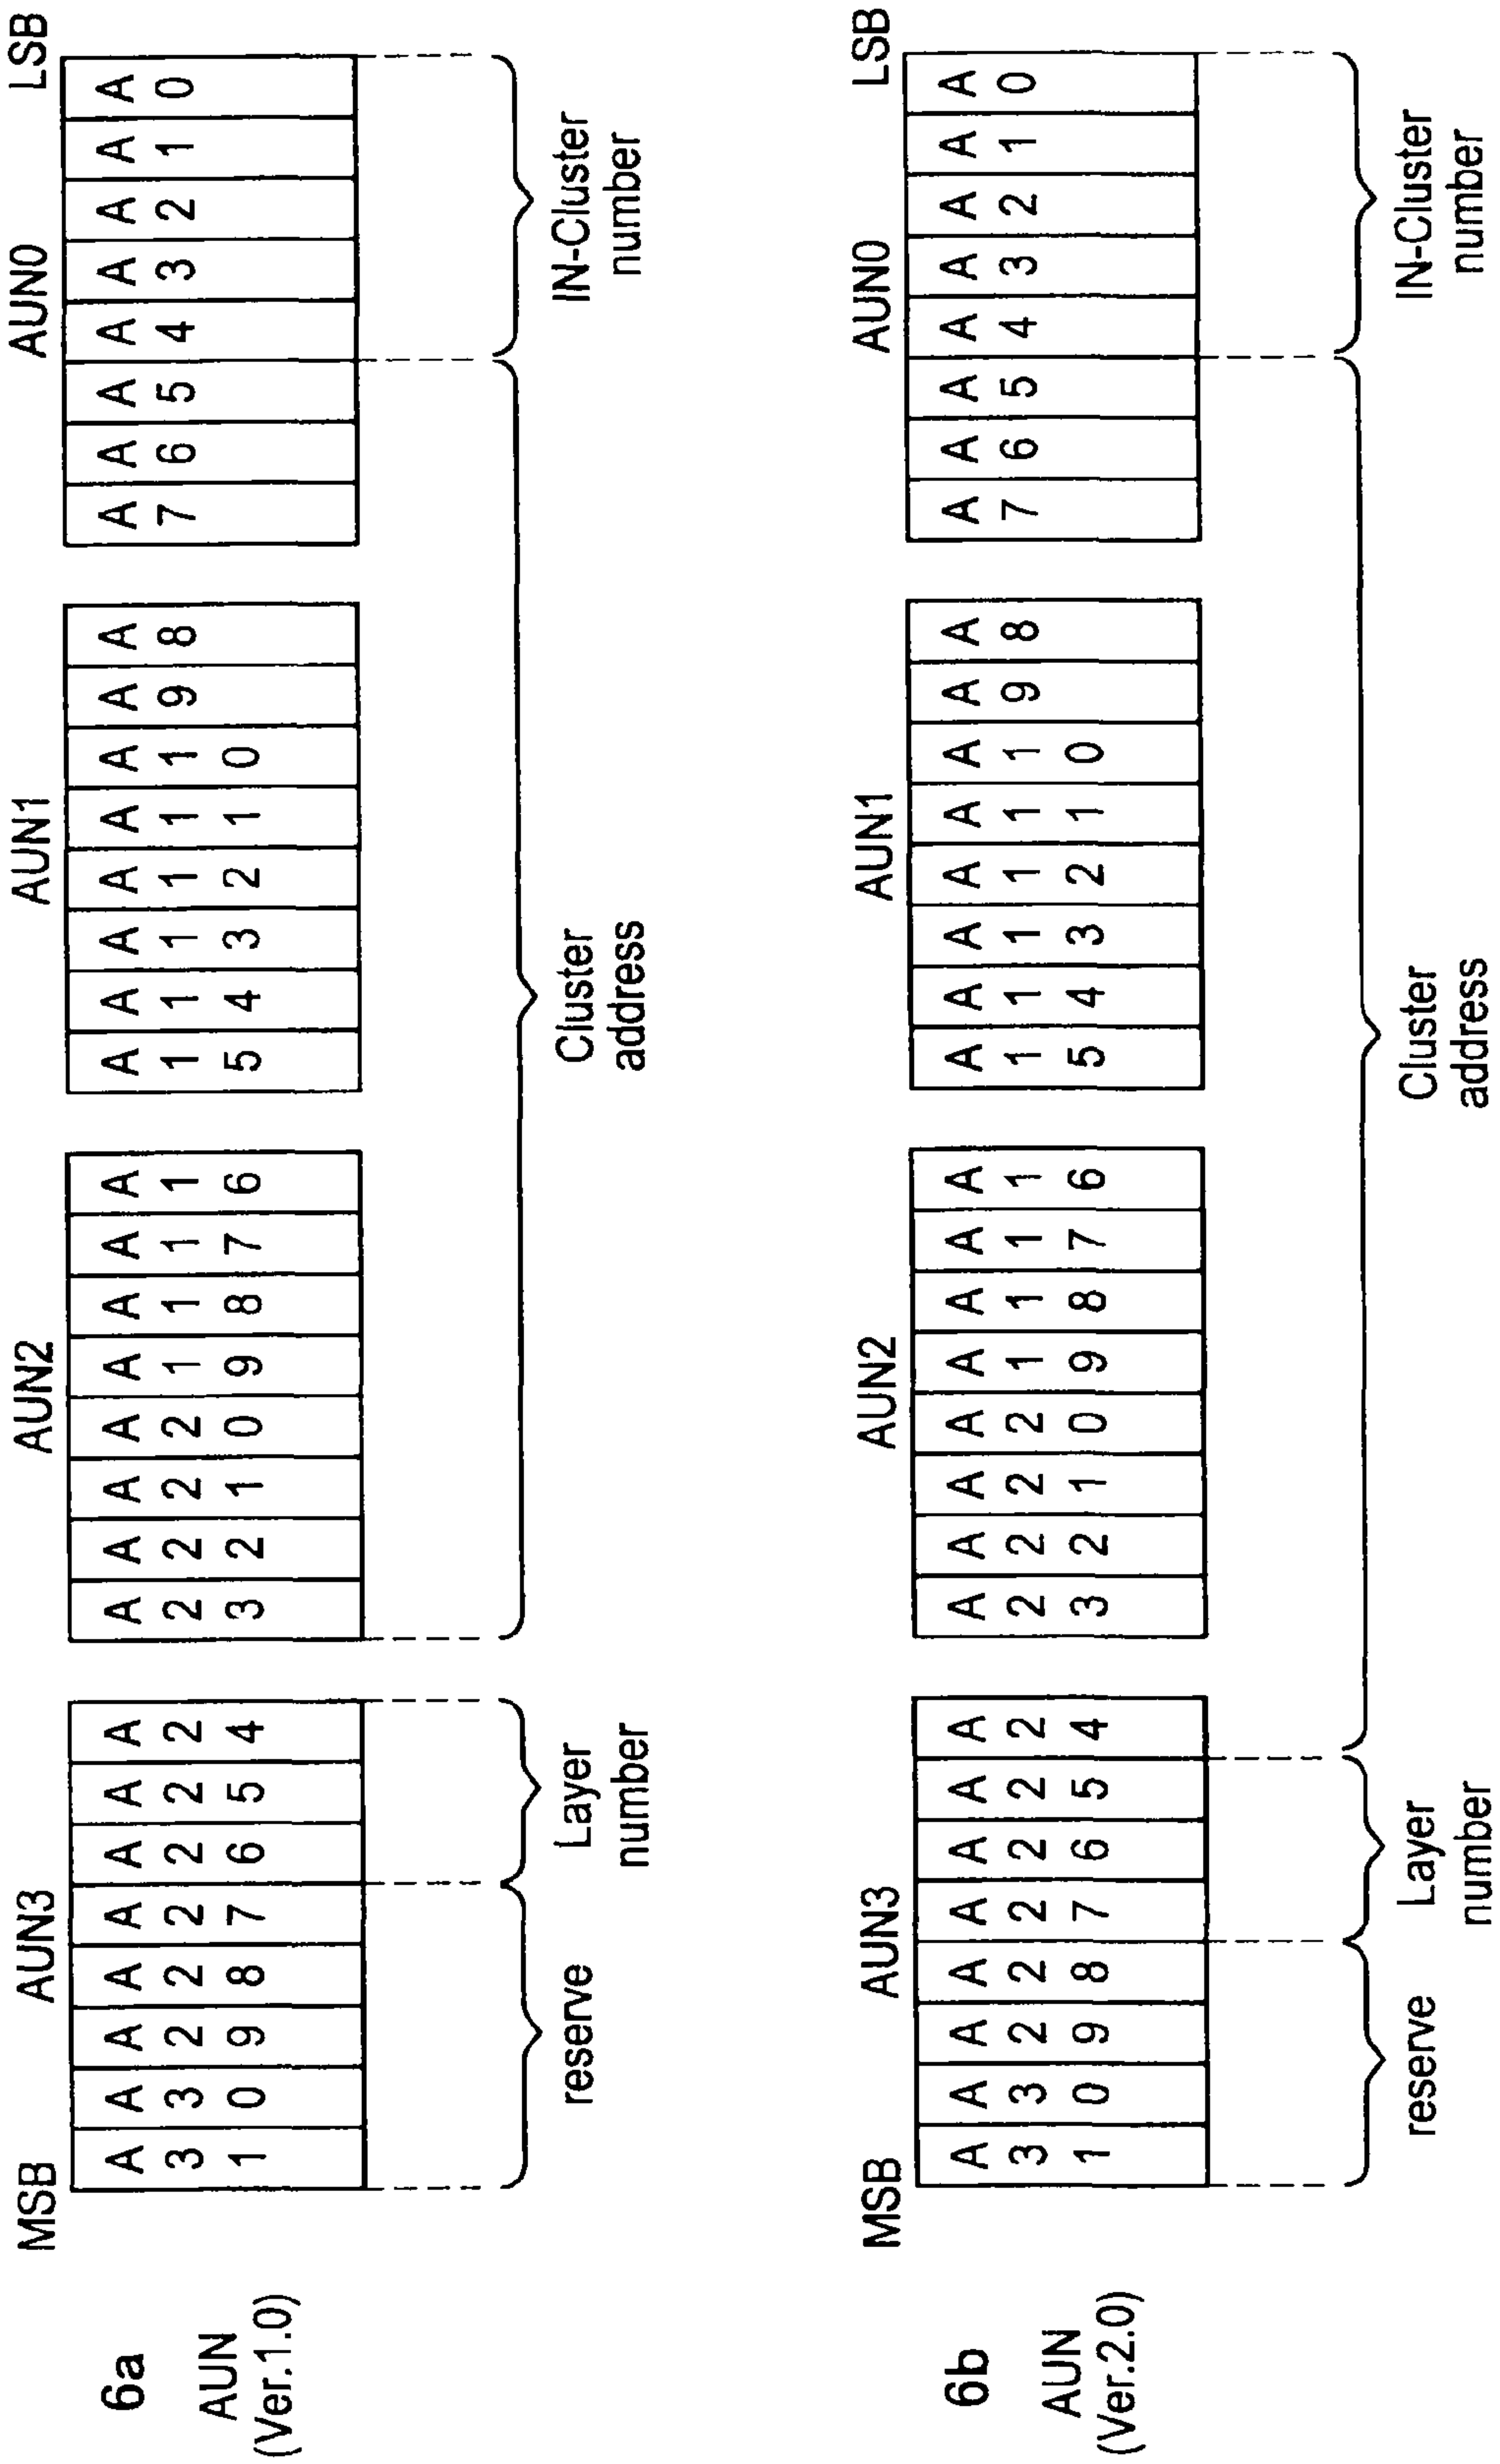 6a
AUN
(Ver.1.0)
MSB AUN3 AUN2 AUN1 AUN0 LSB
A31 A30 A29 A28 A27 A26 A25 A24 A23 A22 A21 A20 A19 A18 A17 A16 A15 A14 A13 A12 A11 A10 A9 A8 A7 A6 A5 A4 A3 A2 A1 A0
reserve
Layer
number
Cluster
address
IN-Cluster
number
6b
AUN
(Ver.2.0)
MSB AUN3 AUN2 AUN1 AUN0 LSB
A31 A30 A29 A28 A27 A26 A25 A24 A23 A22 A21 A20 A19 A18 A17 A16 A15 A14 A13 A12 A11 A10 A9 A8 A7 A6 A5 A4 A3 A2 A1 A0
reserve
Layer
number
Cluster
address
IN-Cluster
number